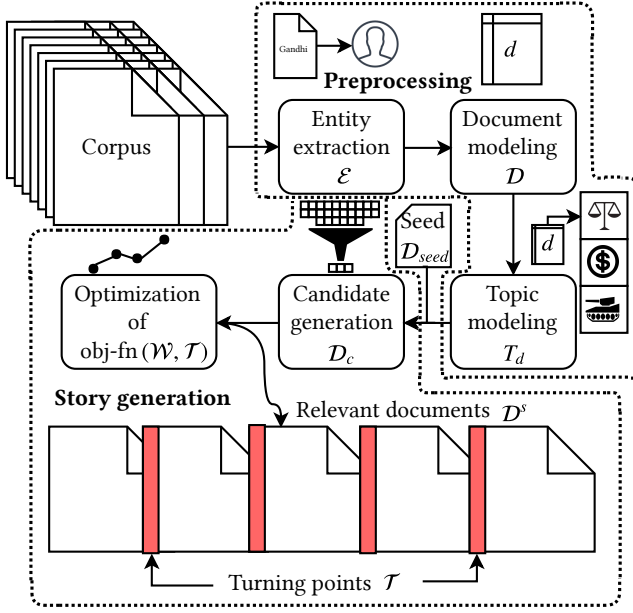 Gandhi
d
Preprocessing
Corpus
Entity
extraction
ℰ
Document
modeling
𝒟
Seed
𝒟seed
d
$
Optimization
of
obj-fn (𝒲, 𝒯)
Candidate
generation
𝒟c
Topic
modeling
Td
Story generation
Relevant documents 𝒟s
Turning points 𝒯